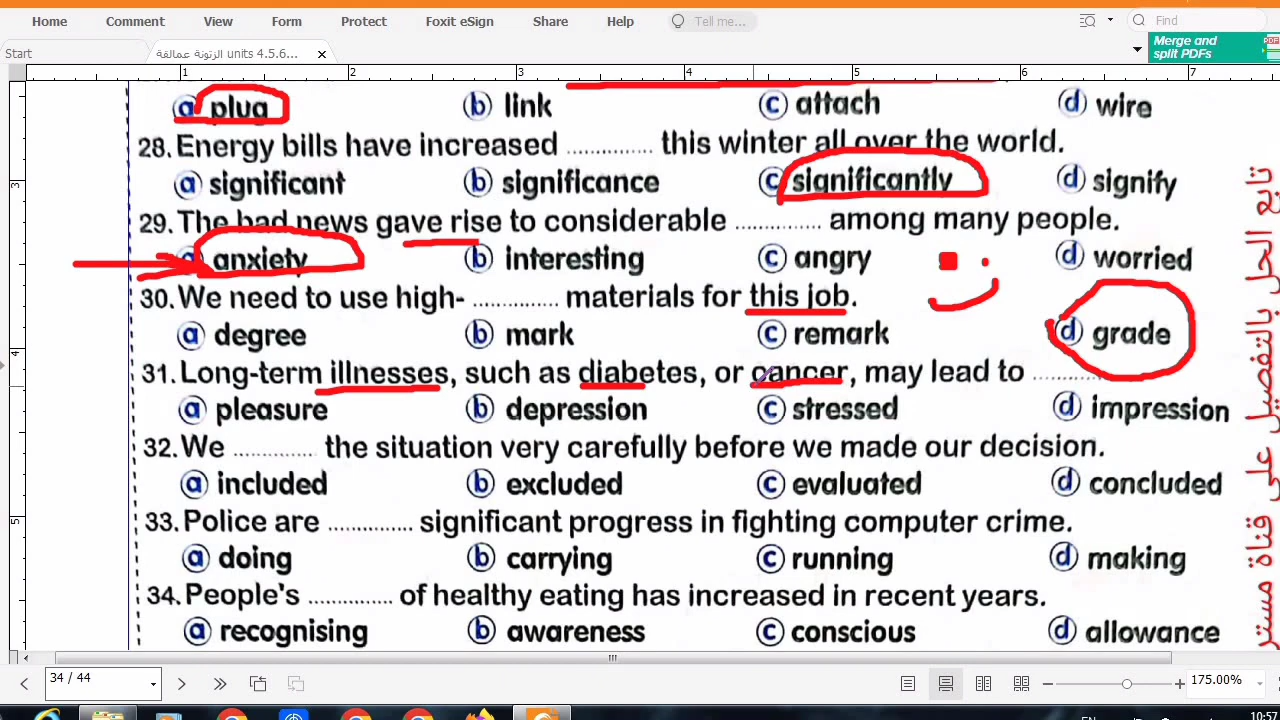 Home Comment View Form Protect Foxit eSign Share Help Tell me... Find
Start الزتونة عمالقة units 4.5.6... Merge and split PDFs
1 2 3 4 5 6 7
a plug b link c attach d wire
28. Energy bills have increased .............. this winter all over the world.
a significant b significance c significantly d signify
29. The bad news gave rise to considerable .............. among many people.
a anxiety b interesting c angry d worried
30. We need to use high- .............. materials for this job.
a degree b mark c remark d grade
31. Long-term illnesses, such as diabetes, or cancer, may lead to ..............
a pleasure b depression c stressed d impression
32. We .............. the situation very carefully before we made our decision.
a included b excluded c evaluated d concluded
33. Police are .............. significant progress in fighting computer crime.
a doing b carrying c running d making
34. People's .............. of healthy eating has increased in recent years.
a recognising b awareness c conscious d allowance
تابع الحل بالتفصيل على قناة مستر
3
4
5
34 / 44 175.00%
EN 10:57